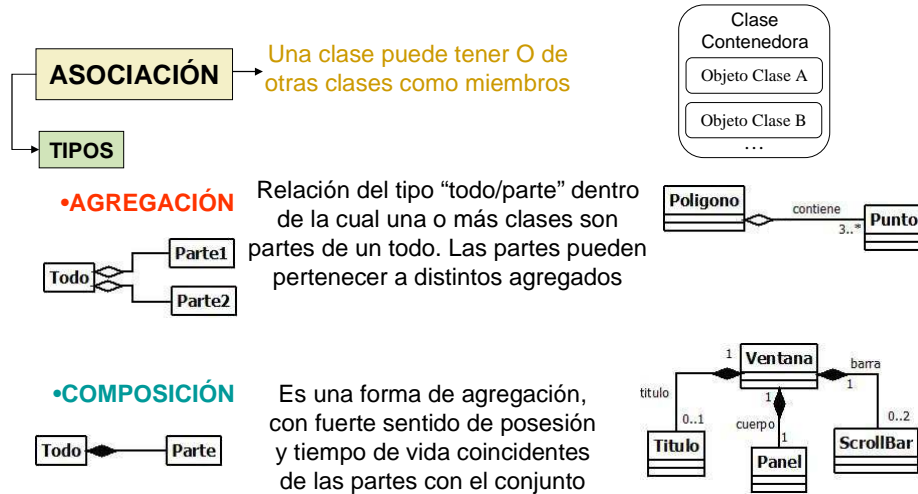 ASOCIACIÓN
Una clase puede tener O de
otras clases como miembros
Clase
Contenedora
Objeto Clase A
Objeto Clase B
...
TIPOS
•AGREGACIÓN
Relación del tipo “todo/parte” dentro
de la cual una o más clases son
partes de un todo. Las partes pueden
pertenecer a distintos agregados
Todo
Parte1
Parte2
Poligono
contiene
3..*
Punto
•COMPOSICIÓN
Es una forma de agregación,
con fuerte sentido de posesión
y tiempo de vida coincidentes
de las partes con el conjunto
Todo
Parte
Ventana
1
barra
1
1
titulo
0..1
cuerpo
1
0..2
Titulo
Panel
ScrollBar